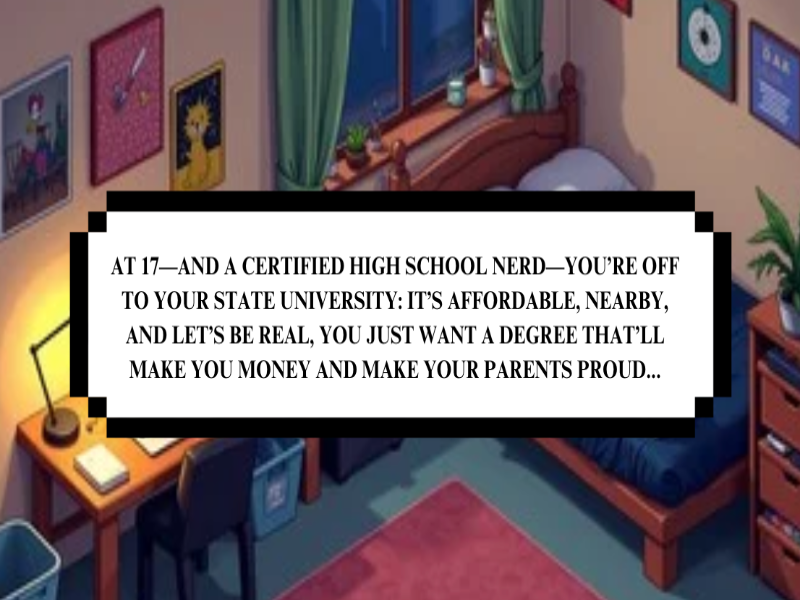 AT 17—AND A CERTIFIED HIGH SCHOOL NERD—YOU’RE OFF
TO YOUR STATE UNIVERSITY: IT’S AFFORDABLE, NEARBY,
AND LET’S BE REAL, YOU JUST WANT A DEGREE THAT’LL
MAKE YOU MONEY AND MAKE YOUR PARENTS PROUD...